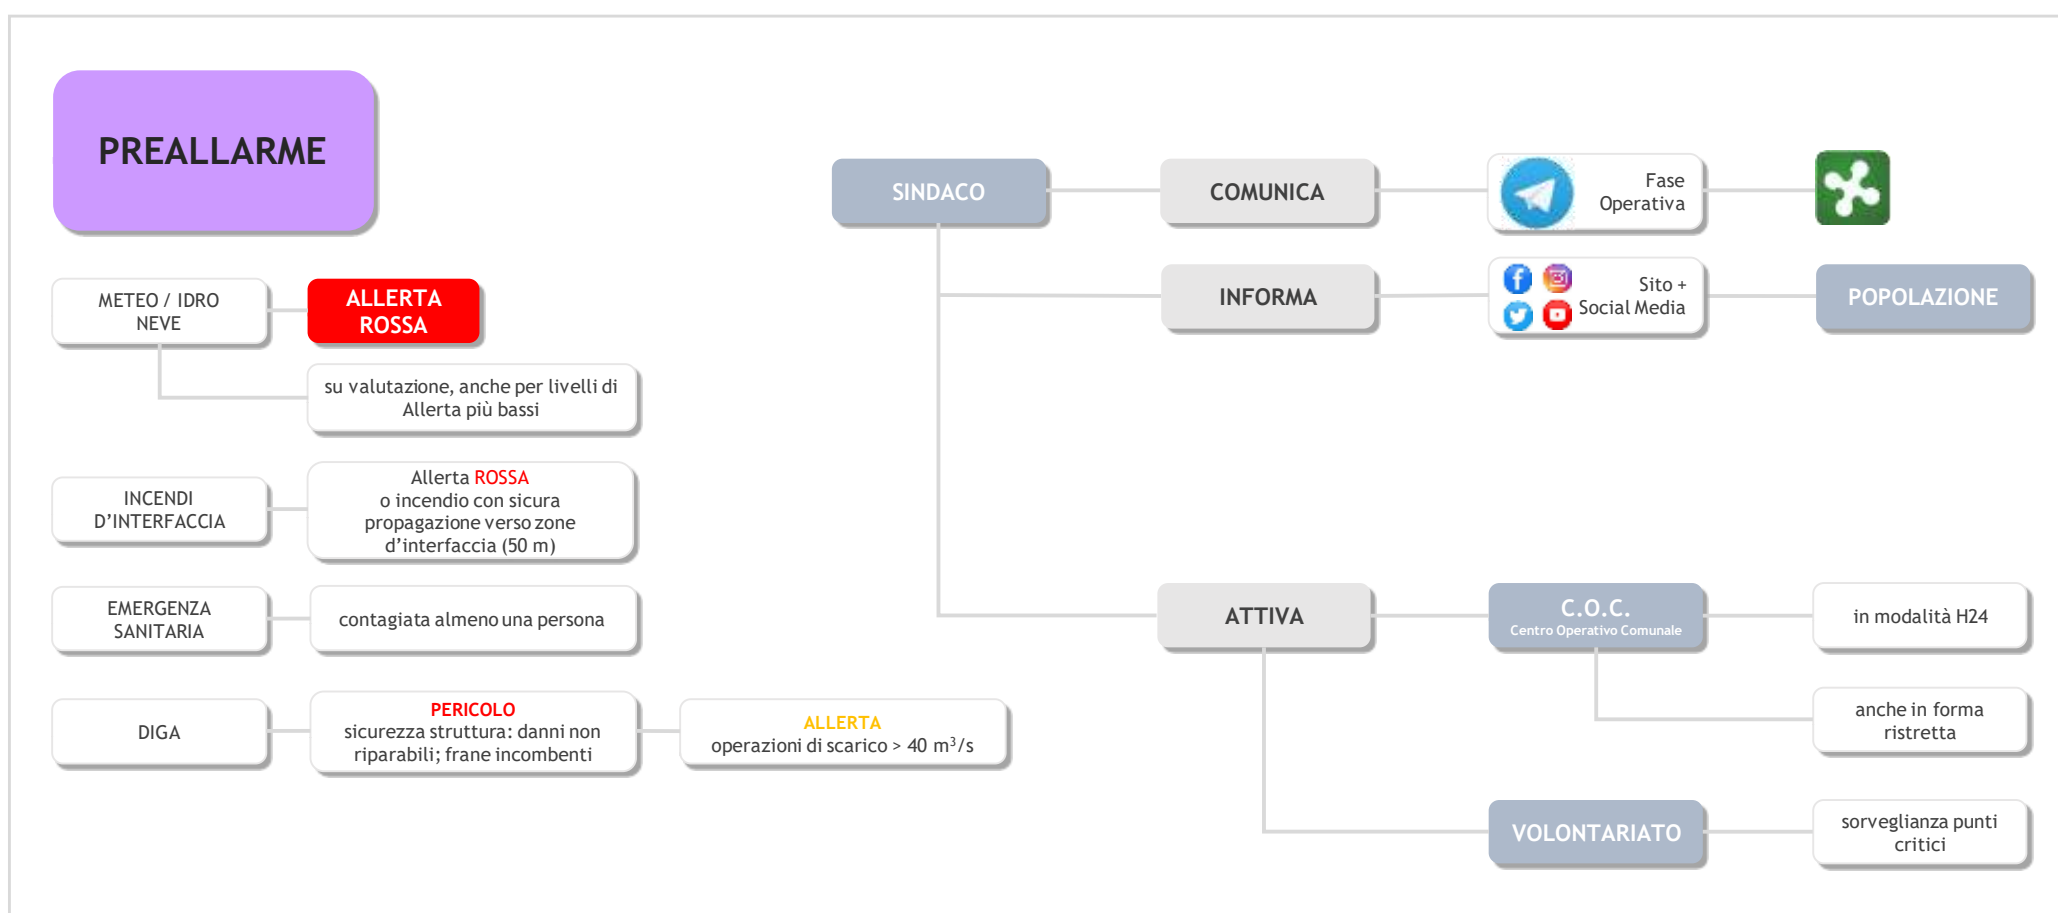 PREALLARME
METEO / IDRO
NEVE
ALLERTA
ROSSA
su valutazione, anche per livelli di
Allerta più bassi
INCENDI
D’INTERFACCIA
Allerta ROSSA
o incendio con sicura
propagazione verso zone
d’interfaccia (50 m)
EMERGENZA
SANITARIA
contagiata almeno una persona
DIGA
PERICOLO
sicurezza struttura: danni non
riparabili; frane incombenti
ALLERTA
operazioni di scarico > 40 m³/s
SINDACO
COMUNICA
Fase
Operativa
INFORMA
Sito +
Social Media
POPOLAZIONE
ATTIVA
C.O.C.
Centro Operativo Comunale
in modalità H24
anche in forma
ristretta
VOLONTARIATO
sorveglianza punti
critici